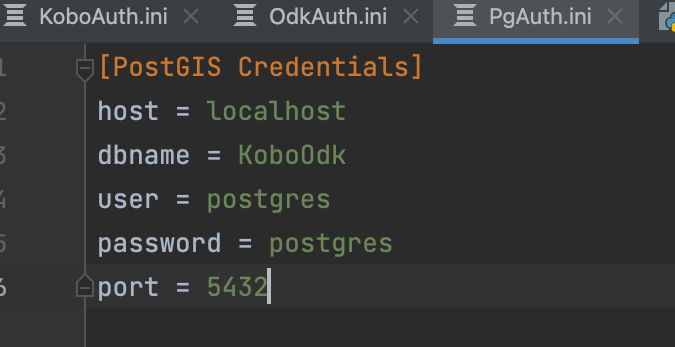 KoboAuth.ini OdkAuth.ini PgAuth.ini
1 [PostGIS Credentials]
2 host = localhost
3 dbname = KoboOdk
4 user = postgres
5 password = postgres
6 port = 5432